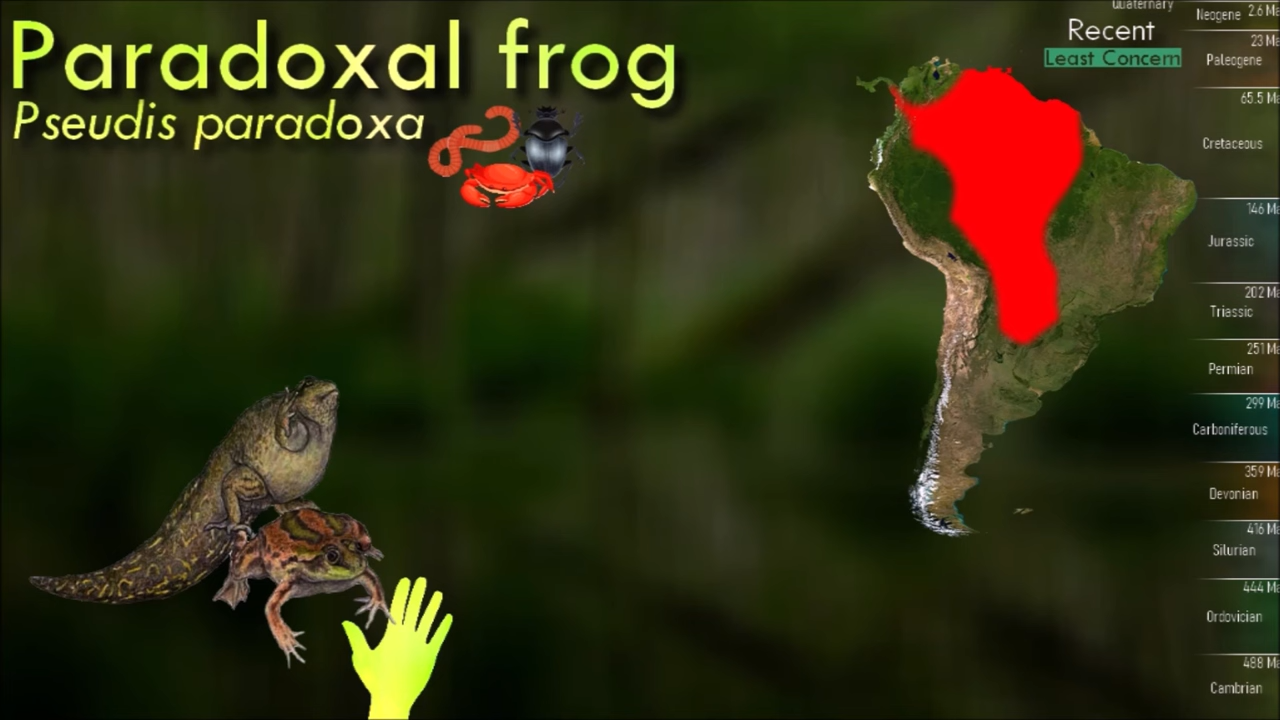 Paradoxal frog
Pseudis paradoxa
Recent
Least Concern
Quaternary
2.6 Ma
Neogene
23 Ma
Paleogene
65.5 Ma
Cretaceous
146 Ma
Jurassic
202 Ma
Triassic
251 Ma
Permian
299 Ma
Carboniferous
359 Ma
Devonian
416 Ma
Silurian
444 Ma
Ordovician
488 Ma
Cambrian